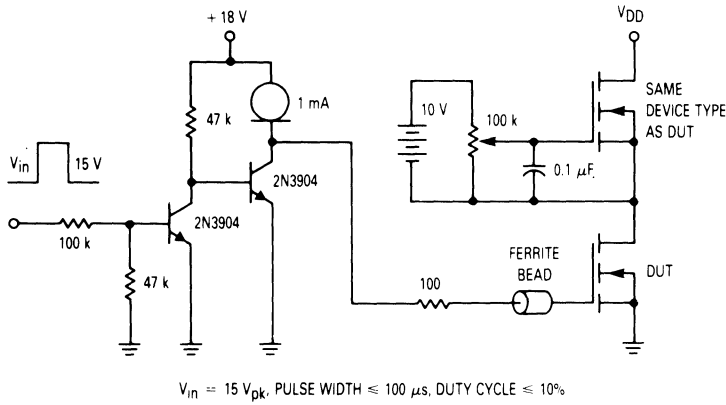 + 18 V
V_DD
1 mA
SAME
DEVICE TYPE
AS DUT
10 V
100 k
47 k
0.1 μF
V_in
15 V
2N3904
2N3904
100 k
47 k
FERRITE
BEAD
DUT
100
V_in = 15 V_pk, PULSE WIDTH ≤ 100 μs, DUTY CYCLE ≤ 10%